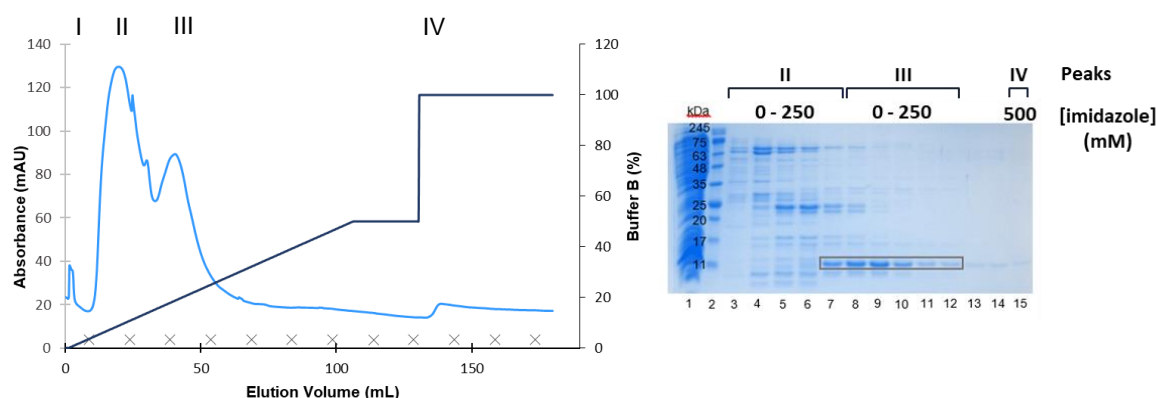 I II III IV
140
120
100
80
60
40
20
0
Absorbance (mAU)
120
100
80
60
40
20
0
Buffer B (%)
0 50 100 150
Elution Volume (mL)
II III IV Peaks
kDa 0 - 250 0 - 250 500 [imidazole]
(mM)
245
75
63
48
35
25
20
17
11
1 2 3 4 5 6 7 8 9 10 11 12 13 14 15